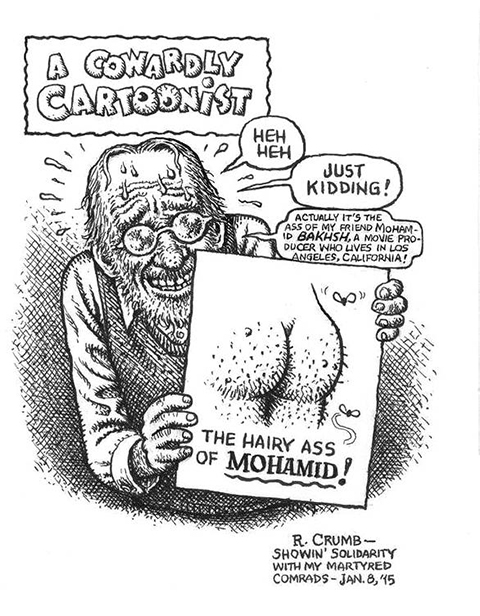 A COWARDLY
CARTOONIST
HEH
HEH
JUST
KIDDING!
ACTUALLY IT'S THE
ASS OF MY FRIEND MOHAM-
ID BAKHSH, A MOVIE PRO-
DUCER WHO LIVES IN LOS
ANGELES, CALIFORNIA!
THE HAIRY ASS
OF MOHAMID!
R. CRUMB—
SHOWIN' SOLIDARITY
WITH MY MARTYRED
COMRADS–JAN. 8, '15